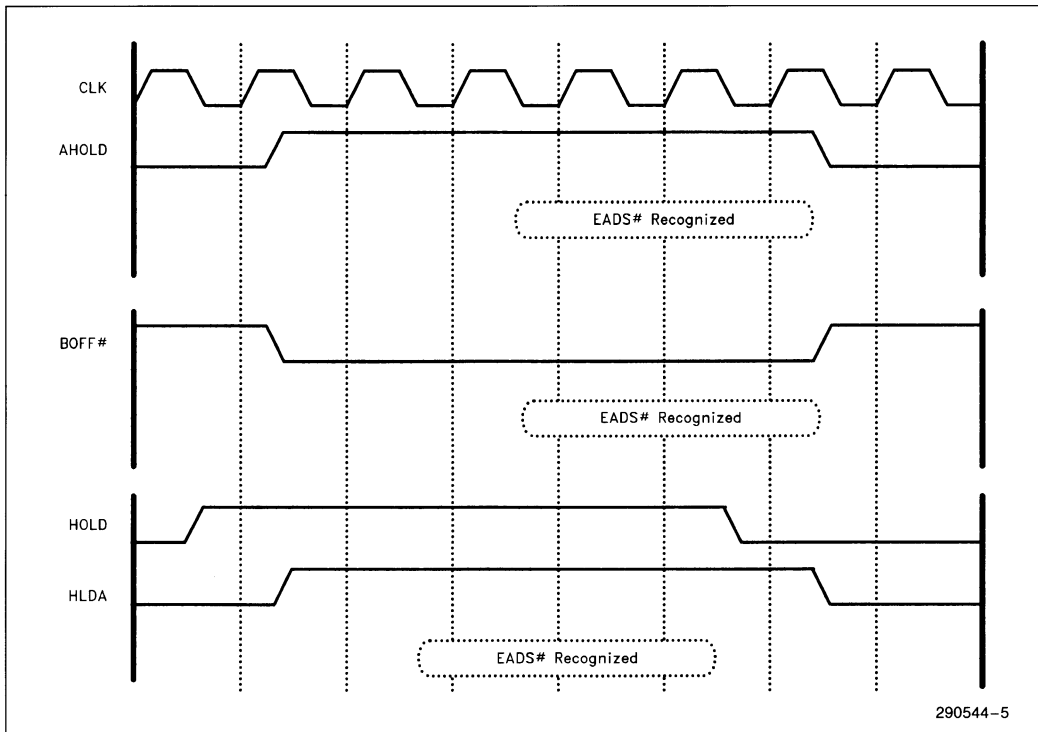 CLK
AHOLD
EADS# Recognized
BOFF#
EADS# Recognized
HOLD
HLDA
EADS# Recognized
290544-5